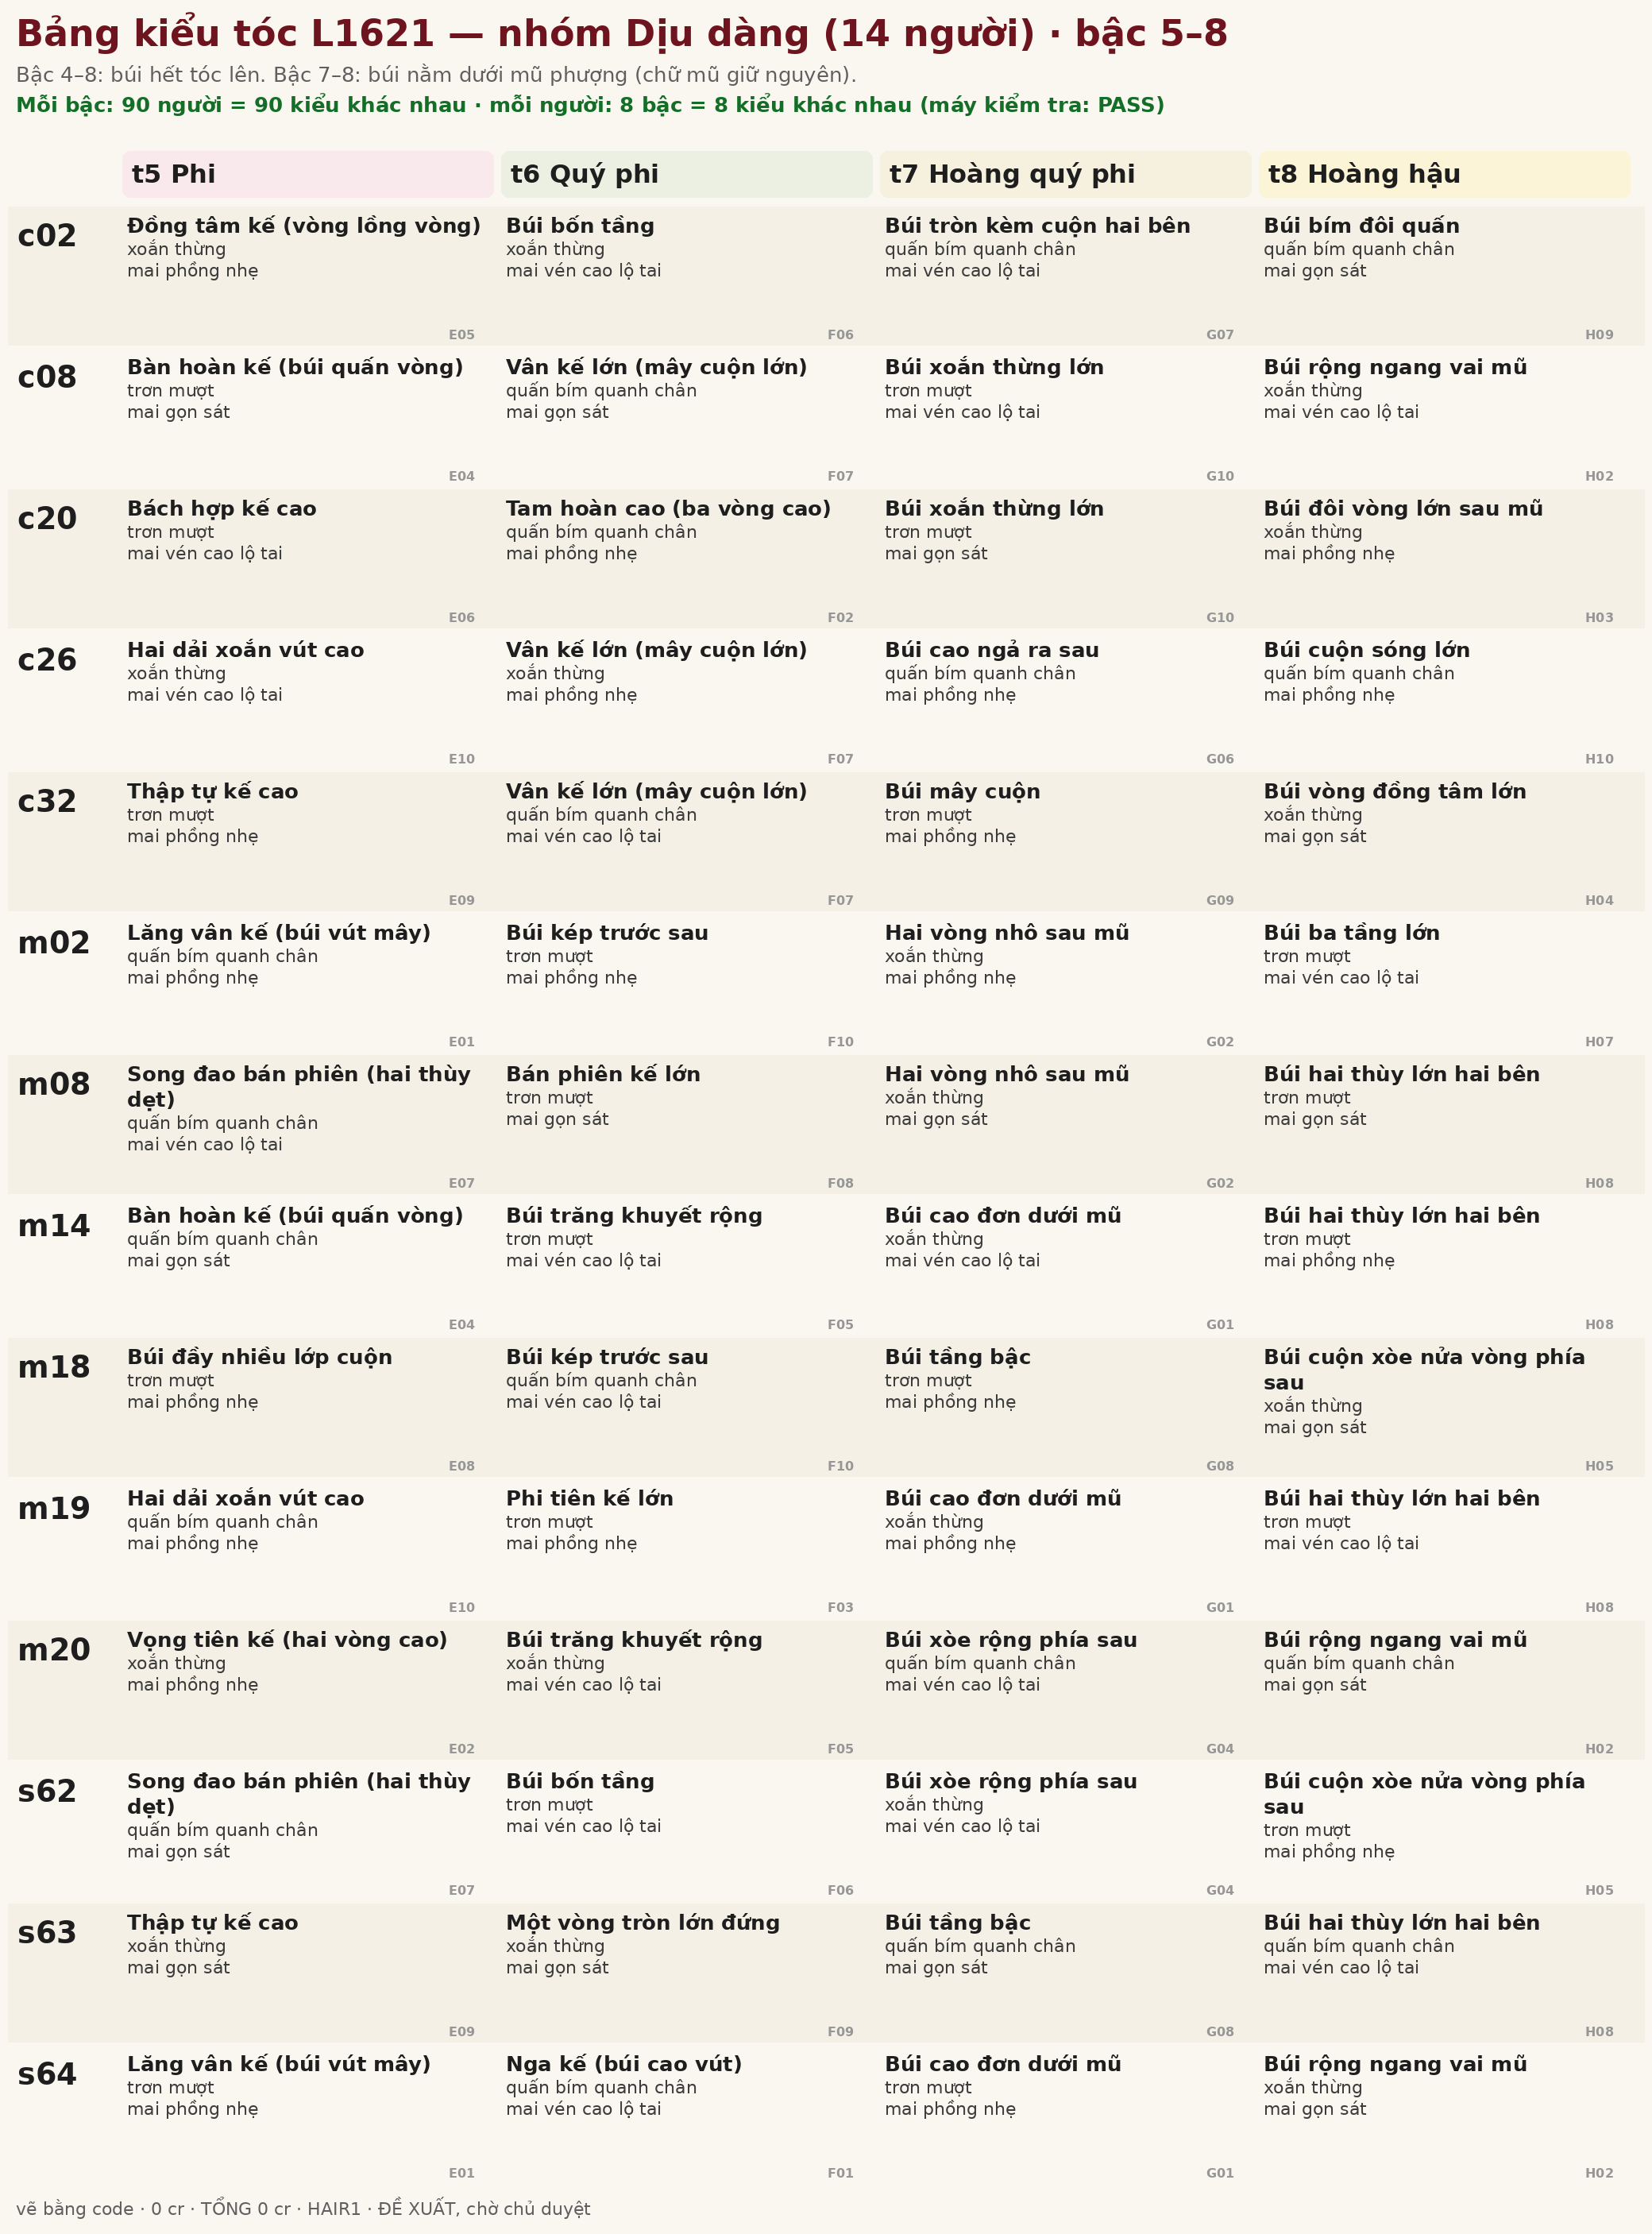 Bảng kiểu tóc L1621 — nhóm Dịu dàng (14 người) · bậc 5–8
Bậc 4–8: búi hết tóc lên. Bậc 7–8: búi nằm dưới mũ phượng (chữ mũ giữ nguyên).
Mỗi bậc: 90 người = 90 kiểu khác nhau · mỗi người: 8 bậc = 8 kiểu khác nhau (máy kiểm tra: PASS)
t5 Phi
t6 Quý phi
t7 Hoàng quý phi
t8 Hoàng hậu
c02
Đồng tâm kế (vòng lồng vòng)
xoắn thừng
mai phồng nhẹ
E05
Búi bốn tầng
xoắn thừng
mai vén cao lộ tai
F06
Búi tròn kèm cuộn hai bên
quấn bím quanh chân
mai vén cao lộ tai
G07
Búi bím đôi quấn
quấn bím quanh chân
mai gọn sát
H09
c08
Bàn hoàn kế (búi quấn vòng)
trơn mượt
mai gọn sát
E04
Vân kế lớn (mây cuộn lớn)
quấn bím quanh chân
mai gọn sát
F07
Búi xoắn thừng lớn
trơn mượt
mai vén cao lộ tai
G10
Búi rộng ngang vai mũ
xoắn thừng
mai vén cao lộ tai
H02
c20
Bách hợp kế cao
trơn mượt
mai vén cao lộ tai
E06
Tam hoàn cao (ba vòng cao)
quấn bím quanh chân
mai phồng nhẹ
F02
Búi xoắn thừng lớn
trơn mượt
mai gọn sát
G10
Búi đôi vòng lớn sau mũ
xoắn thừng
mai phồng nhẹ
H03
c26
Hai dải xoắn vút cao
xoắn thừng
mai vén cao lộ tai
E10
Vân kế lớn (mây cuộn lớn)
xoắn thừng
mai phồng nhẹ
F07
Búi cao ngả ra sau
quấn bím quanh chân
mai phồng nhẹ
G06
Búi cuộn sóng lớn
quấn bím quanh chân
mai phồng nhẹ
H10
c32
Thập tự kế cao
trơn mượt
mai phồng nhẹ
E09
Vân kế lớn (mây cuộn lớn)
quấn bím quanh chân
mai vén cao lộ tai
F07
Búi mây cuộn
trơn mượt
mai phồng nhẹ
G09
Búi vòng đồng tâm lớn
xoắn thừng
mai gọn sát
H04
m02
Lăng vân kế (búi vút mây)
quấn bím quanh chân
mai phồng nhẹ
E01
Búi kép trước sau
trơn mượt
mai phồng nhẹ
F10
Hai vòng nhô sau mũ
xoắn thừng
mai phồng nhẹ
G02
Búi ba tầng lớn
trơn mượt
mai vén cao lộ tai
H07
m08
Song đao bán phiên (hai thùy
dẹt)
quấn bím quanh chân
mai vén cao lộ tai
E07
Bán phiên kế lớn
trơn mượt
mai gọn sát
F08
Hai vòng nhô sau mũ
xoắn thừng
mai gọn sát
G02
Búi hai thùy lớn hai bên
trơn mượt
mai gọn sát
H08
m14
Bàn hoàn kế (búi quấn vòng)
quấn bím quanh chân
mai gọn sát
E04
Búi trăng khuyết rộng
trơn mượt
mai vén cao lộ tai
F05
Búi cao đơn dưới mũ
xoắn thừng
mai vén cao lộ tai
G01
Búi hai thùy lớn hai bên
trơn mượt
mai phồng nhẹ
H08
m18
Búi đầy nhiều lớp cuộn
trơn mượt
mai phồng nhẹ
E08
Búi kép trước sau
quấn bím quanh chân
mai vén cao lộ tai
F10
Búi tầng bậc
trơn mượt
mai phồng nhẹ
G08
Búi cuộn xòe nửa vòng phía
sau
xoắn thừng
mai gọn sát
H05
m19
Hai dải xoắn vút cao
quấn bím quanh chân
mai phồng nhẹ
E10
Phi tiên kế lớn
trơn mượt
mai phồng nhẹ
F03
Búi cao đơn dưới mũ
xoắn thừng
mai phồng nhẹ
G01
Búi hai thùy lớn hai bên
trơn mượt
mai vén cao lộ tai
H08
m20
Vọng tiên kế (hai vòng cao)
xoắn thừng
mai phồng nhẹ
E02
Búi trăng khuyết rộng
xoắn thừng
mai vén cao lộ tai
F05
Búi xòe rộng phía sau
quấn bím quanh chân
mai vén cao lộ tai
G04
Búi rộng ngang vai mũ
quấn bím quanh chân
mai gọn sát
H02
s62
Song đao bán phiên (hai thùy
dẹt)
quấn bím quanh chân
mai gọn sát
E07
Búi bốn tầng
trơn mượt
mai vén cao lộ tai
F06
Búi xòe rộng phía sau
xoắn thừng
mai vén cao lộ tai
G04
Búi cuộn xòe nửa vòng phía
sau
trơn mượt
mai phồng nhẹ
H05
s63
Thập tự kế cao
xoắn thừng
mai gọn sát
E09
Một vòng tròn lớn đứng
xoắn thừng
mai gọn sát
F09
Búi tầng bậc
quấn bím quanh chân
mai gọn sát
G08
Búi hai thùy lớn hai bên
quấn bím quanh chân
mai vén cao lộ tai
H08
s64
Lăng vân kế (búi vút mây)
trơn mượt
mai phồng nhẹ
E01
Nga kế (búi cao vút)
quấn bím quanh chân
mai vén cao lộ tai
F01
Búi cao đơn dưới mũ
trơn mượt
mai phồng nhẹ
G01
Búi rộng ngang vai mũ
xoắn thừng
mai gọn sát
H02
vẽ bằng code · 0 cr · TỔNG 0 cr · HAIR1 · ĐỀ XUẤT, chờ chủ duyệt